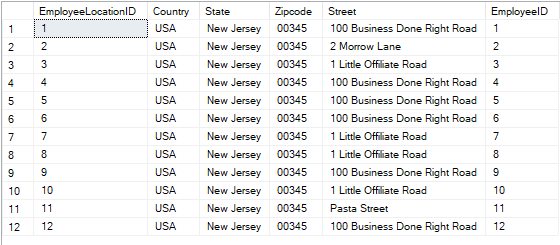 EmployeeLocationID Country State Zipcode Street EmployeeID
1 1 USA New Jersey 00345 100 Business Done Right Road 1
2 2 USA New Jersey 00345 2 Morrow Lane 2
3 3 USA New Jersey 00345 1 Little Offiliate Road 3
4 4 USA New Jersey 00345 100 Business Done Right Road 4
5 5 USA New Jersey 00345 100 Business Done Right Road 5
6 6 USA New Jersey 00345 100 Business Done Right Road 6
7 7 USA New Jersey 00345 1 Little Offiliate Road 7
8 8 USA New Jersey 00345 1 Little Offiliate Road 8
9 9 USA New Jersey 00345 100 Business Done Right Road 9
10 10 USA New Jersey 00345 1 Little Offiliate Road 10
11 11 USA New Jersey 00345 Pasta Street 11
12 12 USA New Jersey 00345 100 Business Done Right Road 12